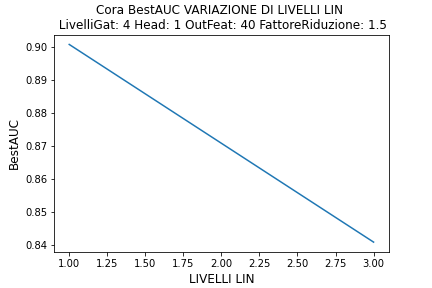 Cora BestAUC VARIAZIONE DI LIVELLI LIN
LivelliGat: 4 Head: 1 OutFeat: 40 FattoreRiduzione: 1.5
0.90
0.89
0.88
0.87
0.86
0.85
0.84
BestAUC
1.00 1.25 1.50 1.75 2.00 2.25 2.50 2.75 3.00
LIVELLI LIN